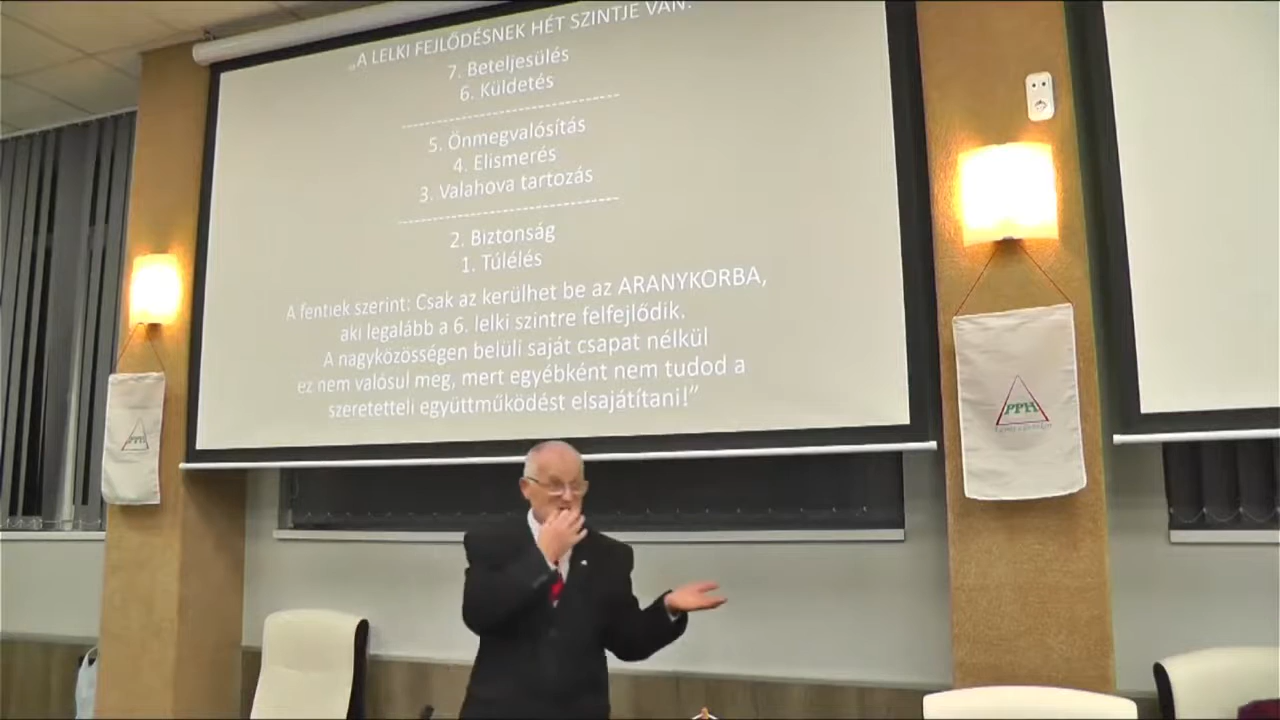 „A LELKI FEJLŐDÉSNEK HÉT SZINTJE VAN:
7. Beteljesülés
6. Küldetés
5. Önmegvalósítás
4. Elismerés
3. Valahova tartozás
2. Biztonság
1. Túlélés
A fentiek szerint: Csak az kerülhet be az ARANYKORBA,
aki legalább a 6. lelki szintre felfejlődik.
A nagyközösségen belüli saját csapat nélkül
ez nem valósul meg, mert egyébként nem tudod a
szeretetteli együttműködést elsajátítani!”
PPH
PPH